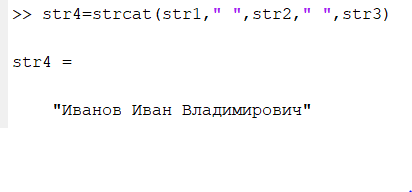 >> str4=strcat(str1," ",str2," ",str3)
str4 =
"Иванов Иван Владимирович"
.